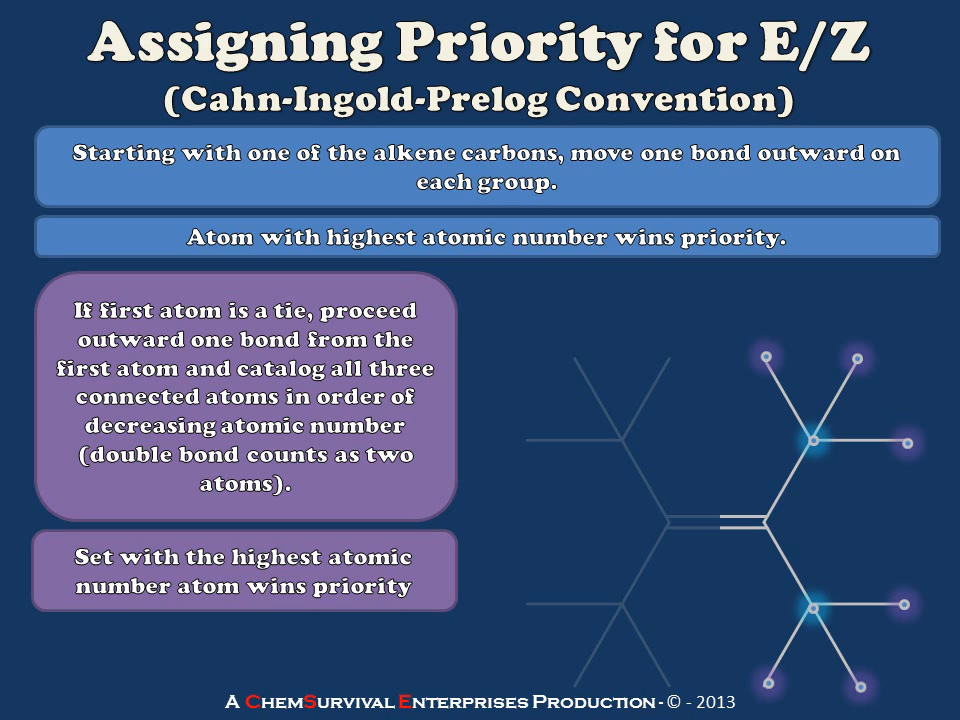 Assigning Priority for E/Z
(Cahn-Ingold-Prelog Convention)
Starting with one of the alkene carbons, move one bond outward on
each group.
Atom with highest atomic number wins priority.
If first atom is a tie, proceed
outward one bond from the
first atom and catalog all three
connected atoms in order of
decreasing atomic number
(double bond counts as two
atoms).
Set with the highest atomic
number atom wins priority
A ChemSurvival Enterprises Production - © - 2013